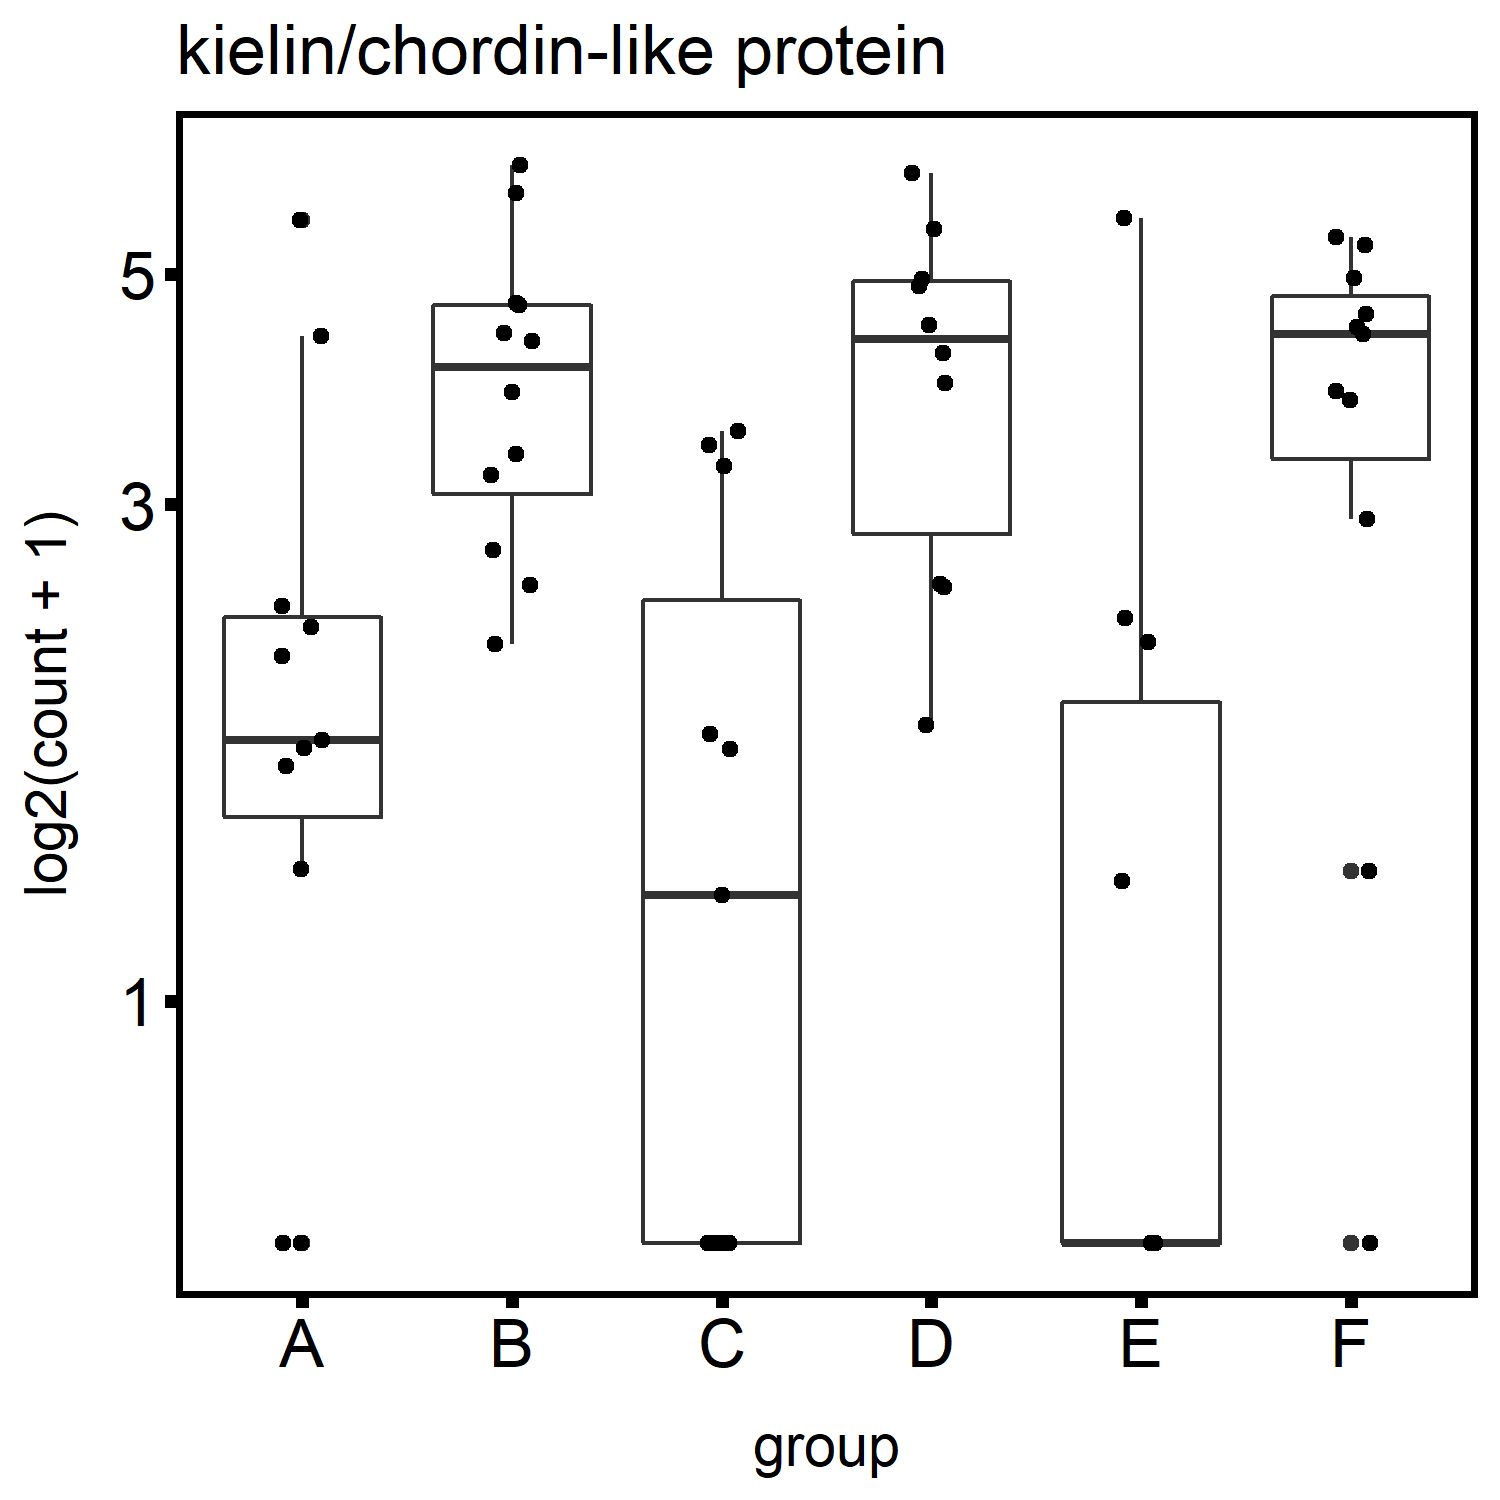 kielin/chordin-like protein
log2(count + 1)
5
3
1
A B C D E F
group